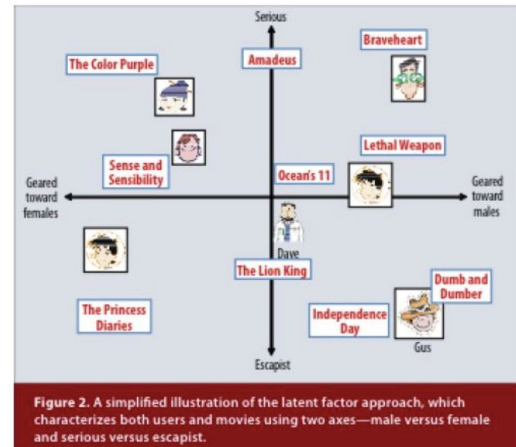 Serious
Braveheart
The Color Purple
Amadeus
Lethal Weapon
Sense and
Sensibility
Ocean's 11
Geared
toward
females
Geared
toward
males
Dave
The Lion King
Dumb and
Dumber
The Princess
Diaries
Independence
Day
Gus
Escapist
Figure 2. A simplified illustration of the latent factor approach, which
characterizes both users and movies using two axes—male versus female
and serious versus escapist.